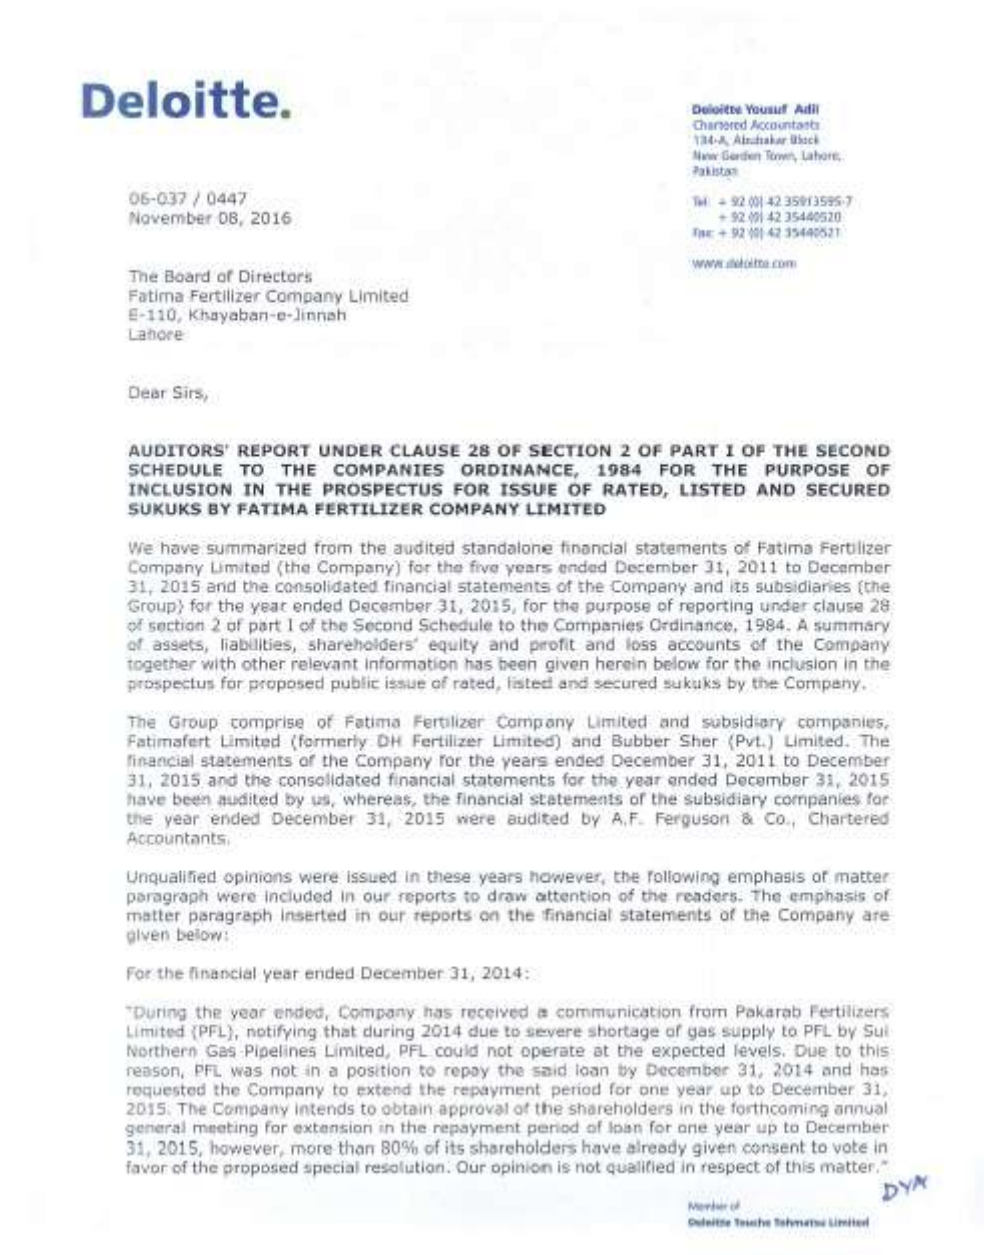 Deloitte.
Deloitte Yousuf Adil
Chartered Accountants
134-A, Abubakar Block
New Garden Town, Lahore,
Pakistan
Tel: + 92 (0) 42 35913595-7
+ 92 (0) 42 35440520
Fax: + 92 (0) 42 35440521
www.deloitte.com
06-037 / 0447
November 08, 2016
The Board of Directors
Fatima Fertilizer Company Limited
E-110, Khayaban-e-Jinnah
Lahore
Dear Sirs,
AUDITORS' REPORT UNDER CLAUSE 28 OF SECTION 2 OF PART I OF THE SECOND
SCHEDULE TO THE COMPANIES ORDINANCE, 1984 FOR THE PURPOSE OF
INCLUSION IN THE PROSPECTUS FOR ISSUE OF RATED, LISTED AND SECURED
SUKUKS BY FATIMA FERTILIZER COMPANY LIMITED
We have summarized from the audited standalone financial statements of Fatima Fertilizer
Company Limited (the Company) for the five years ended December 31, 2011 to December
31, 2015 and the consolidated financial statements of the Company and its subsidiaries (the
Group) for the year ended December 31, 2015, for the purpose of reporting under clause 28
of section 2 of part I of the Second Schedule to the Companies Ordinance, 1984. A summary
of assets, liabilities, shareholders' equity and profit and loss accounts of the Company
together with other relevant information has been given herein below for the inclusion in the
prospectus for proposed public issue of rated, listed and secured sukuks by the Company.
The Group comprise of Fatima Fertilizer Company Limited and subsidiary companies,
Fatimafert Limited (formerly DH Fertilizer Limited) and Bubber Sher (Pvt.) Limited. The
financial statements of the Company for the years ended December 31, 2011 to December
31, 2015 and the consolidated financial statements for the year ended December 31, 2015
have been audited by us, whereas, the financial statements of the subsidiary companies for
the year ended December 31, 2015 were audited by A.F. Ferguson & Co., Chartered
Accountants.
Unqualified opinions were issued in these years however, the following emphasis of matter
paragraph were included in our reports to draw attention of the readers. The emphasis of
matter paragraph inserted in our reports on the financial statements of the Company are
given below:
For the financial year ended December 31, 2014:
"During the year ended, Company has received a communication from Pakarab Fertilizers
Limited (PFL), notifying that during 2014 due to severe shortage of gas supply to PFL by Sui
Northern Gas Pipelines Limited, PFL could not operate at the expected levels. Due to this
reason, PFL was not in a position to repay the said loan by December 31, 2014 and has
requested the Company to extend the repayment period for one year up to December 31,
2015. The Company intends to obtain approval of the shareholders in the forthcoming annual
general meeting for extension in the repayment period of loan for one year up to December
31, 2015, however, more than 80% of its shareholders have already given consent to vote in
favor of the proposed special resolution. Our opinion is not qualified in respect of this matter."
DYA
Member of
Deloitte Touche Tohmatsu Limited